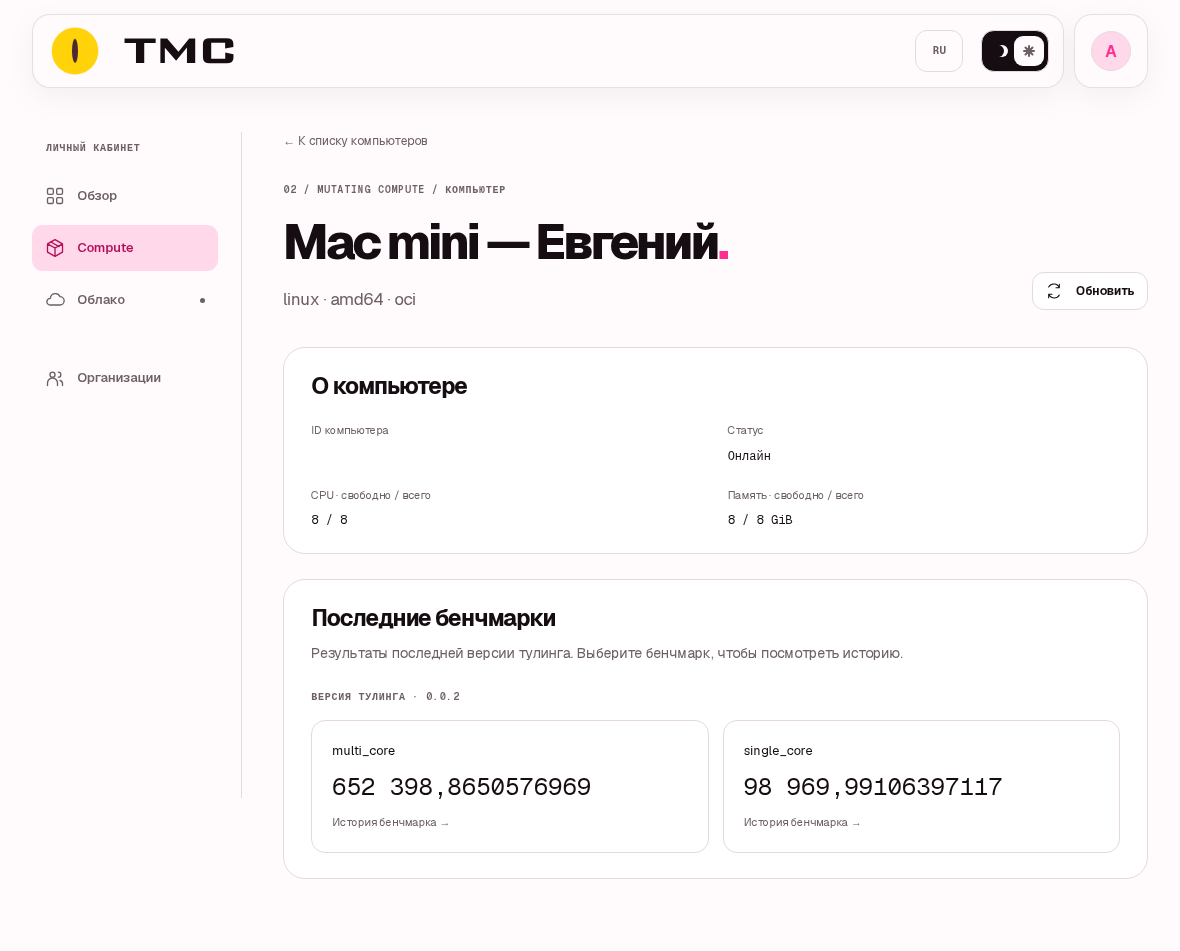 TMC
RU
A
ЛИЧНЫЙ КАБИНЕТ
Обзор
Compute
Облако
Организации
← К списку компьютеров
02 / MUTATING COMPUTE / КОМПЬЮТЕР
Mac mini — Евгений.
linux · amd64 · oci
Обновить
О компьютере
ID компьютера
Статус
Онлайн
CPU · свободно / всего
Память · свободно / всего
8 / 8
8 / 8 GiB
Последние бенчмарки
Результаты последней версии тулинга. Выберите бенчмарк, чтобы посмотреть историю.
ВЕРСИЯ ТУЛИНГА · 0.0.2
multi_core
652 398,8650576969
История бенчмарка →
single_core
98 969,99106397117
История бенчмарка →